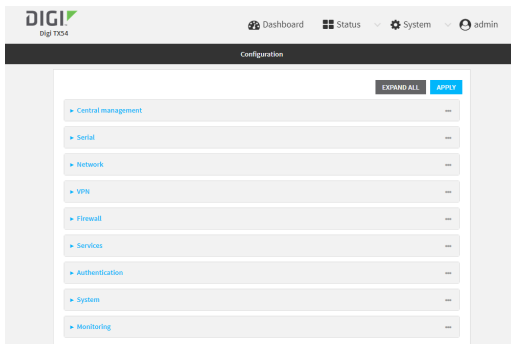 DIGI
Digi TX54
Dashboard Status System admin
Configuration
EXPAND ALL APPLY
Central management
Serial
Network
VPN
Firewall
Services
Authentication
System
Monitoring